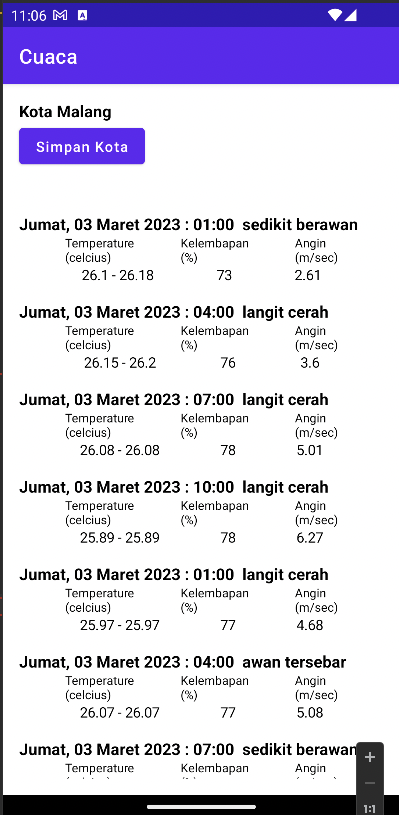 11:06
Cuaca
Kota Malang
Simpan Kota
Jumat, 03 Maret 2023 : 01:00 sedikit berawan
Temperature (celcius) Kelembapan (%) Angin (m/sec)
26.1 - 26.18 73 2.61
Jumat, 03 Maret 2023 : 04:00 langit cerah
Temperature (celcius) Kelembapan (%) Angin (m/sec)
26.15 - 26.2 76 3.6
Jumat, 03 Maret 2023 : 07:00 langit cerah
Temperature (celcius) Kelembapan (%) Angin (m/sec)
26.08 - 26.08 78 5.01
Jumat, 03 Maret 2023 : 10:00 langit cerah
Temperature (celcius) Kelembapan (%) Angin (m/sec)
25.89 - 25.89 78 6.27
Jumat, 03 Maret 2023 : 01:00 langit cerah
Temperature (celcius) Kelembapan (%) Angin (m/sec)
25.97 - 25.97 77 4.68
Jumat, 03 Maret 2023 : 04:00 awan tersebar
Temperature (celcius) Kelembapan (%) Angin (m/sec)
26.07 - 26.07 77 5.08
Jumat, 03 Maret 2023 : 07:00 sedikit berawan
Temperature Kelembapan Angin
1:1